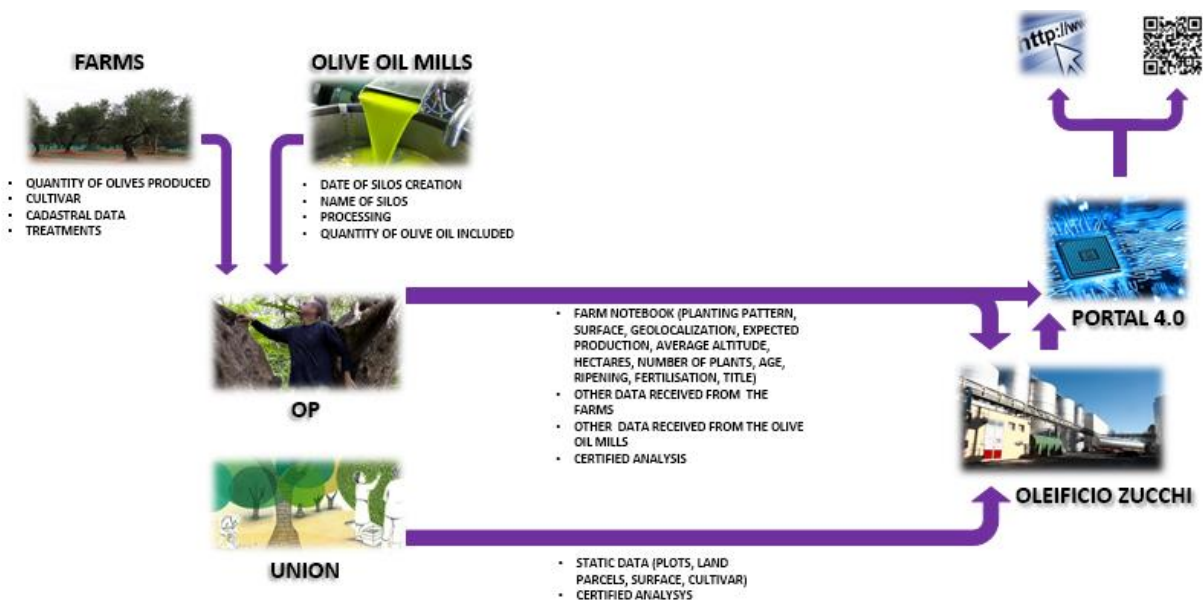 FARMS
• QUANTITY OF OLIVES PRODUCED
• CULTIVAR
• CADASTRAL DATA
• TREATMENTS
OLIVE OIL MILLS
• DATE OF SILOS CREATION
• NAME OF SILOS
• PROCESSING
• QUANTITY OF OLIVE OIL INCLUDED
http://ww
OP
• FARM NOTEBOOK (PLANTING PATTERN,
SURFACE, GEOLOCALIZATION, EXPECTED
PRODUCTION, AVERAGE ALTITUDE,
HECTARES, NUMBER OF PLANTS, AGE,
RIPENING, FERTILISATION, TITLE)
• OTHER DATA RECEIVED FROM THE
FARMS
• OTHER DATA RECEIVED FROM THE OLIVE
OIL MILLS
• CERTIFIED ANALYSIS
PORTAL 4.0
OLEIFICIO ZUCCHI
UNION
• STATIC DATA (PLOTS, LAND
PARCELS, SURFACE, CULTIVAR)
• CERTIFIED ANALYSYS